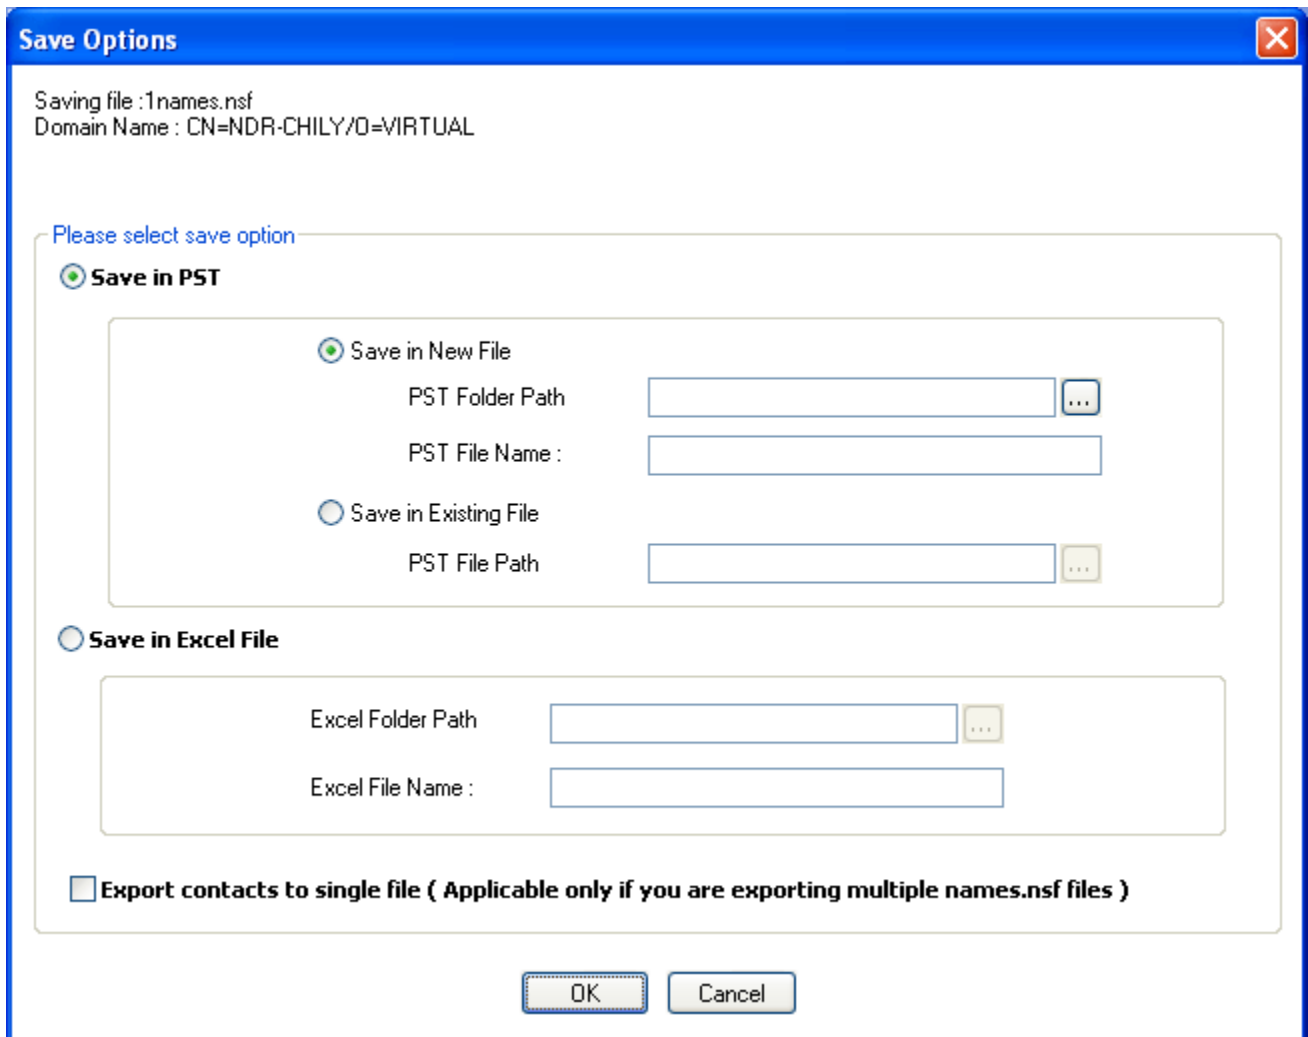 Save Options
Saving file :1names.nsf
Domain Name : CN=NDR-CHILY/O=VIRTUAL
Please select save option
Save in PST
Save in New File
PST Folder Path
...
PST File Name :
Save in Existing File
PST File Path
...
Save in Excel File
Excel Folder Path
...
Excel File Name :
Export contacts to single file ( Applicable only if you are exporting multiple names.nsf files )
OK
Cancel